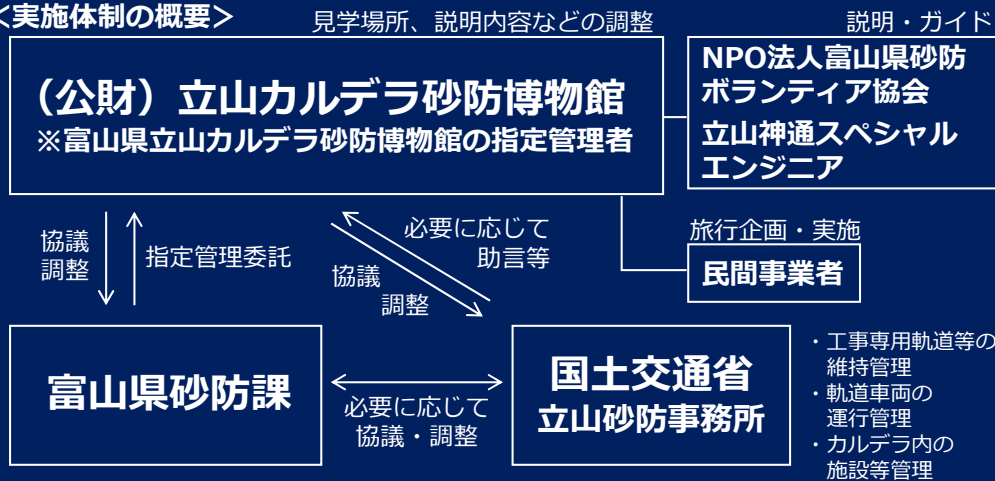 <実施体制の概要>
見学場所、説明内容などの調整
説明・ガイド
（公財）立山カルデラ砂防博物館
※富山県立山カルデラ砂防博物館の指定管理者
NPO法人富山県砂防
ボランティア協会
立山神通スペシャル
エンジニア
協議
調整
指定管理委託
必要に応じて
助言等
協議
調整
旅行企画・実施
民間事業者
富山県砂防課
必要に応じて
協議・調整
国土交通省
立山砂防事務所
・工事専用軌道等の
維持管理
・軌道車両の
運行管理
・カルデラ内の
施設等管理